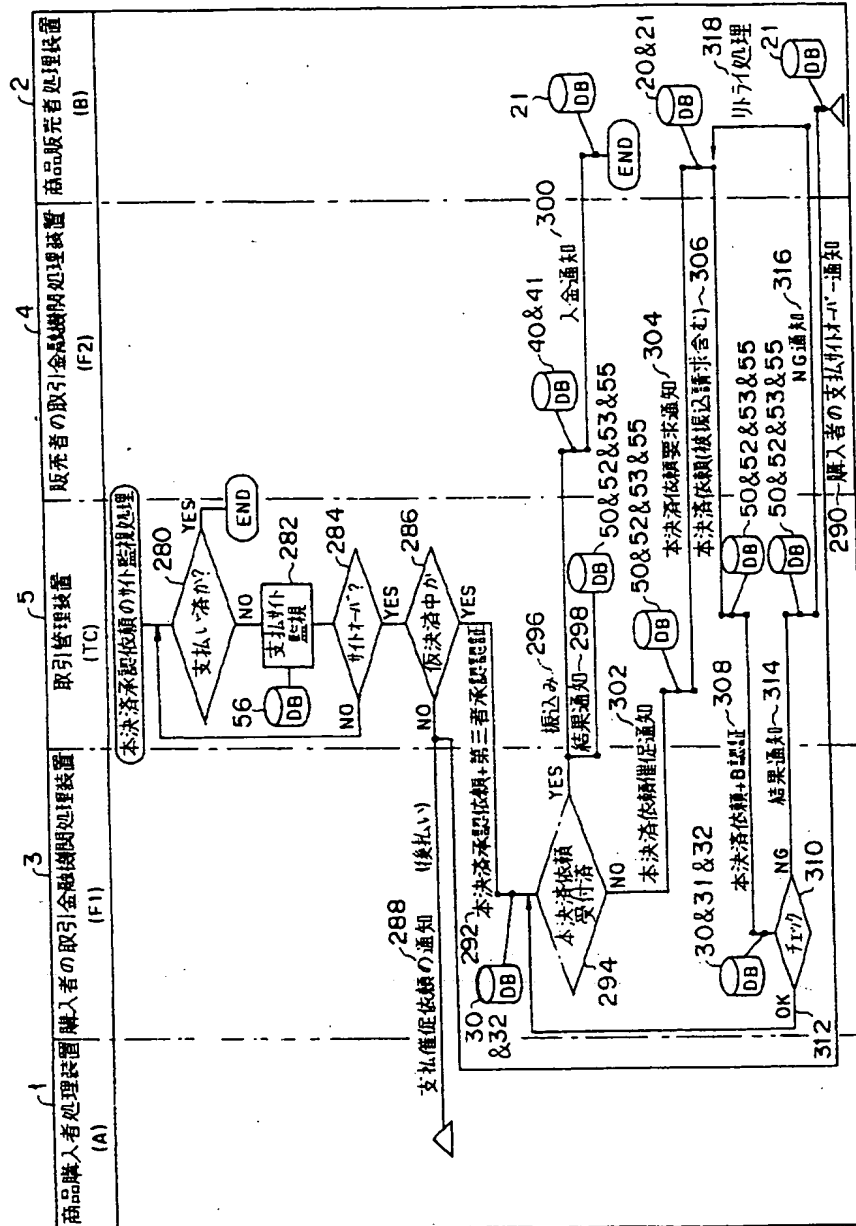 1
商品購入者処理装置
(A)
3
購入者の取引金融機関処理装置
(F1)
5
取引管理装置
(TC)
4
販売者の取引金融機関処理装置
(F2)
2
商品販売者処理装置
(B)
本決済承認依頼のサイト監視処理
280
支払い済か?
YES
END
NO
282
支払サイト
監視
56
DB
284
サイトオーバ?
NO
YES
286
仮決済中か
NO
YES
288
支払催促依頼の通知
(後払い)
292
本決済承認依頼+第三者承認認証
30
&32
DB
294
本決済依頼
受付済
YES
NO
296
振込み
結果通知~298
DB
50&52&53&55
DB
40&41
入金通知
300
21
DB
END
302
本決済依頼催促通知
DB
50&52&53&55
本決済依頼要求通知
304
DB
20&21
本決済依頼(被振込請求含む)~306
DB
50&52&53&55
本決済依頼+B認証
308
30&31&32
DB
310
チェック
OK
312
NG
結果通知~314
DB
50&52&53&55
NG通知
316
318
リトライ処理
290~購入者の支払サイトオーバー通知
DB
21